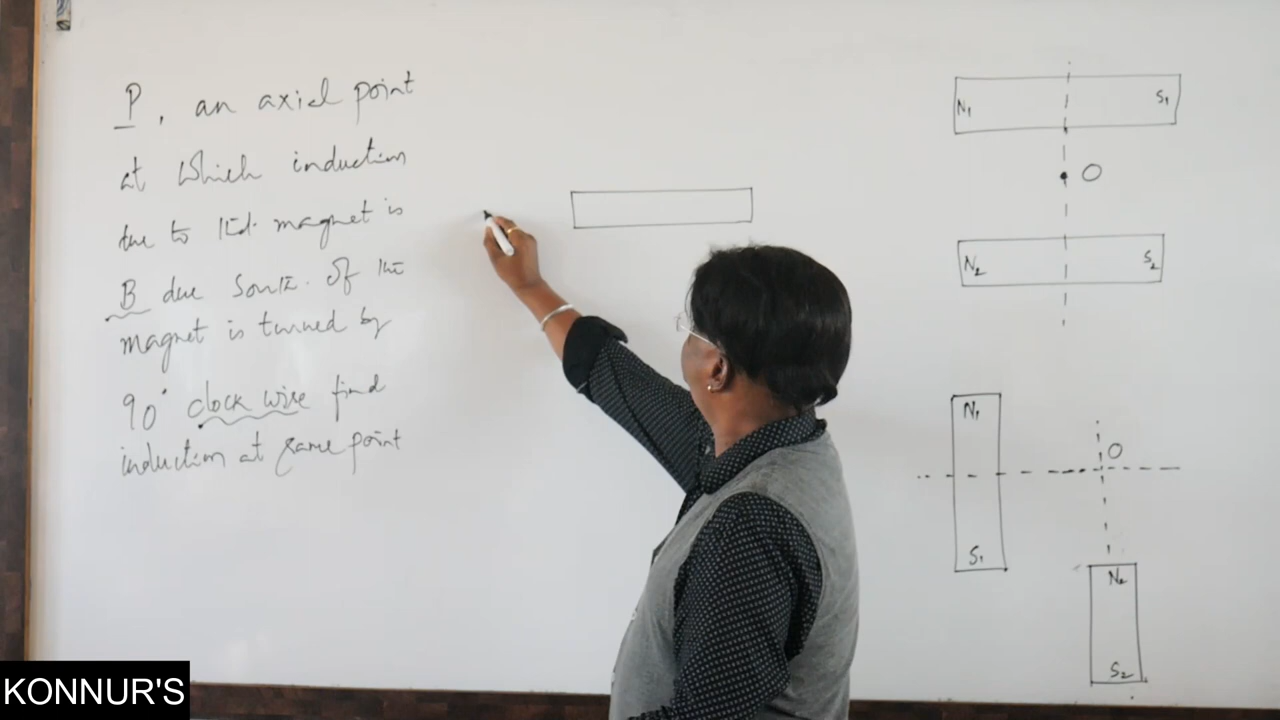 P, an axial point
at which induction
due to magnet is
B due South. If the
magnet is turned by
90° clock wise find
induction at same point
N₁ S₁
O
N₂ S₂
N₁
O
S₁
N₂
S₂
KONNUR'S